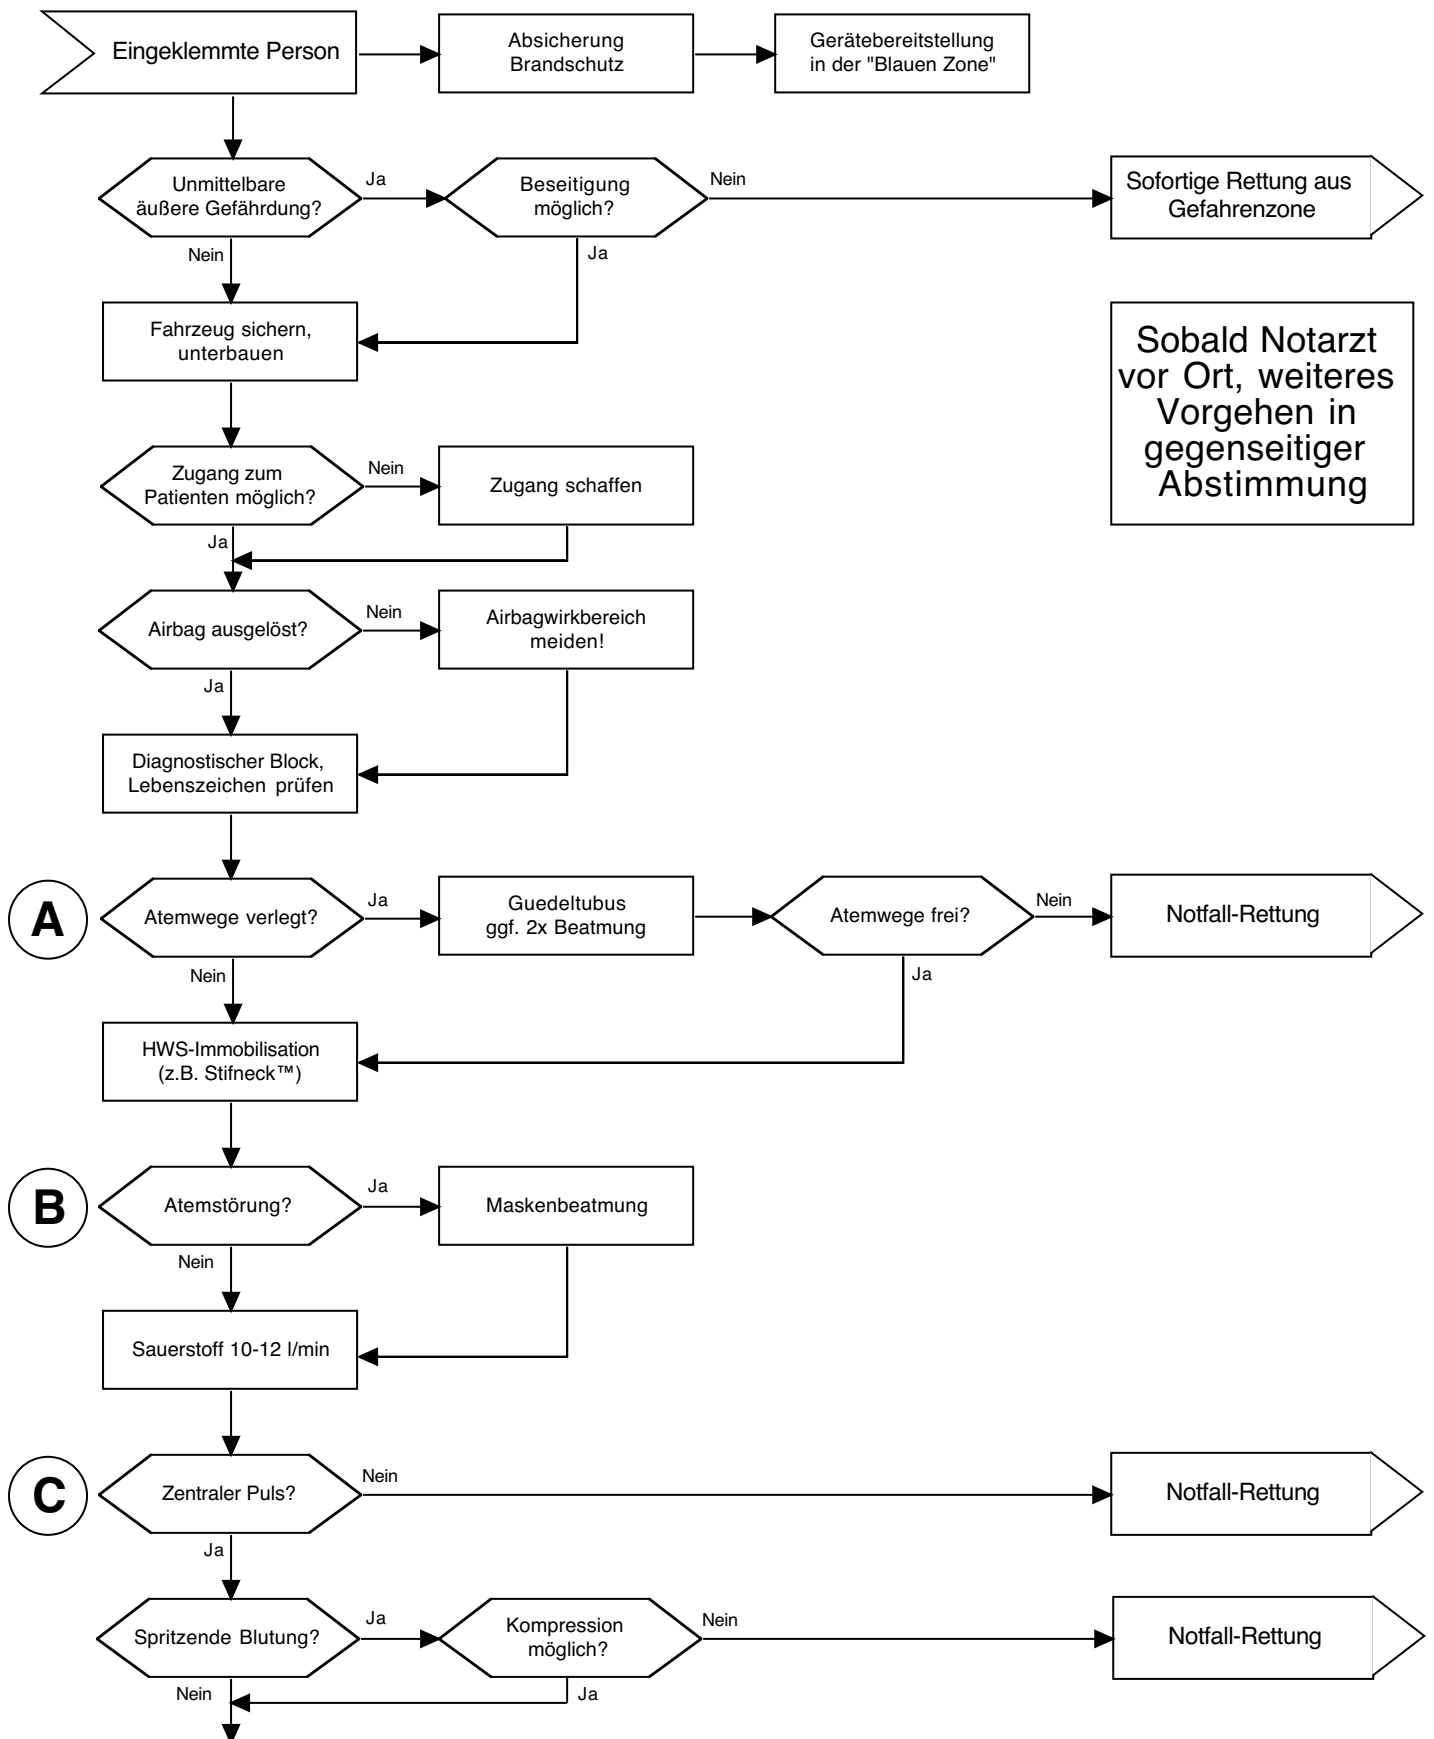 Eingeklemmte Person
Absicherung
Brandschutz
Gerätebereitstellung
in der "Blauen Zone"
Unmittelbare
äußere Gefährdung?
Ja
Beseitigung
möglich?
Nein
Sofortige Rettung aus
Gefahrenzone
Nein
Ja
Fahrzeug sichern,
unterbauen
Sobald Notarzt
vor Ort, weiteres
Vorgehen in
gegenseitiger
Abstimmung
Zugang zum
Patienten möglich?
Nein
Zugang schaffen
Ja
Airbag ausgelöst?
Nein
Airbagwirkbereich
meiden!
Ja
Diagnostischer Block,
Lebenszeichen prüfen
A
Atemwege verlegt?
Ja
Guedeltubus
ggf. 2x Beatmung
Atemwege frei?
Nein
Notfall-Rettung
Nein
Ja
HWS-Immobilisation
(z.B. Stifneck™)
B
Atemstörung?
Ja
Maskenbeatmung
Nein
Sauerstoff 10-12 l/min
C
Zentraler Puls?
Nein
Notfall-Rettung
Ja
Spritzende Blutung?
Ja
Kompression
möglich?
Nein
Notfall-Rettung
Nein
Ja